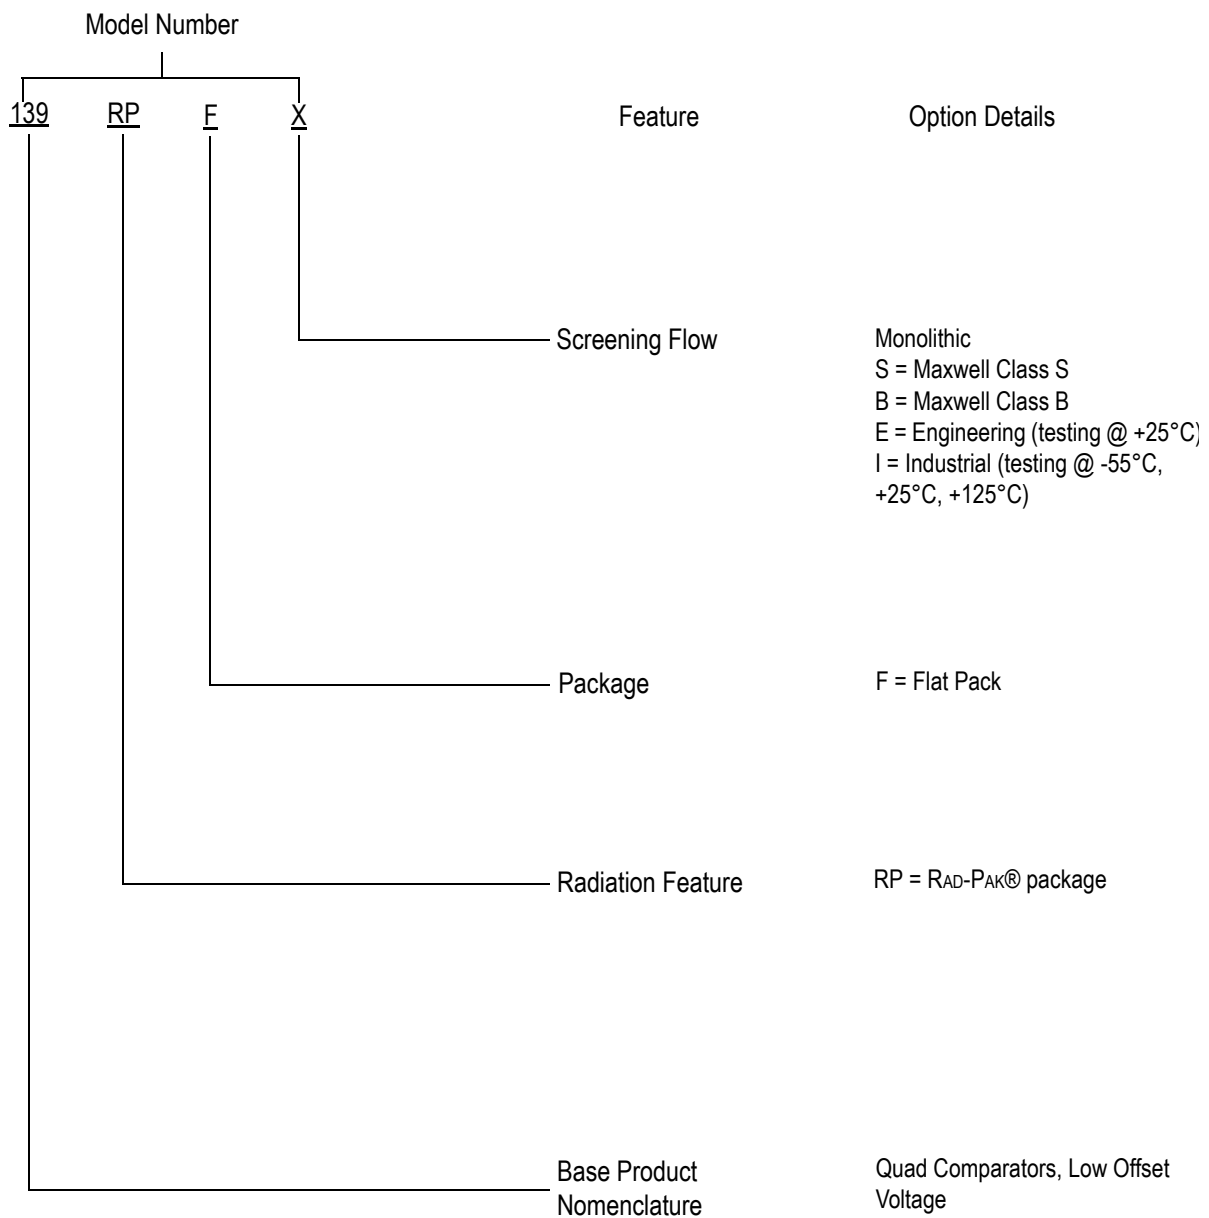 Model Number
139 RP F X Feature Option Details
Screening Flow
Monolithic
S = Maxwell Class S
B = Maxwell Class B
E = Engineering (testing @ +25°C)
I = Industrial (testing @ -55°C,
+25°C, +125°C)
Package
F = Flat Pack
Radiation Feature
RP = RAD-PAK® package
Base Product
Nomenclature
Quad Comparators, Low Offset
Voltage